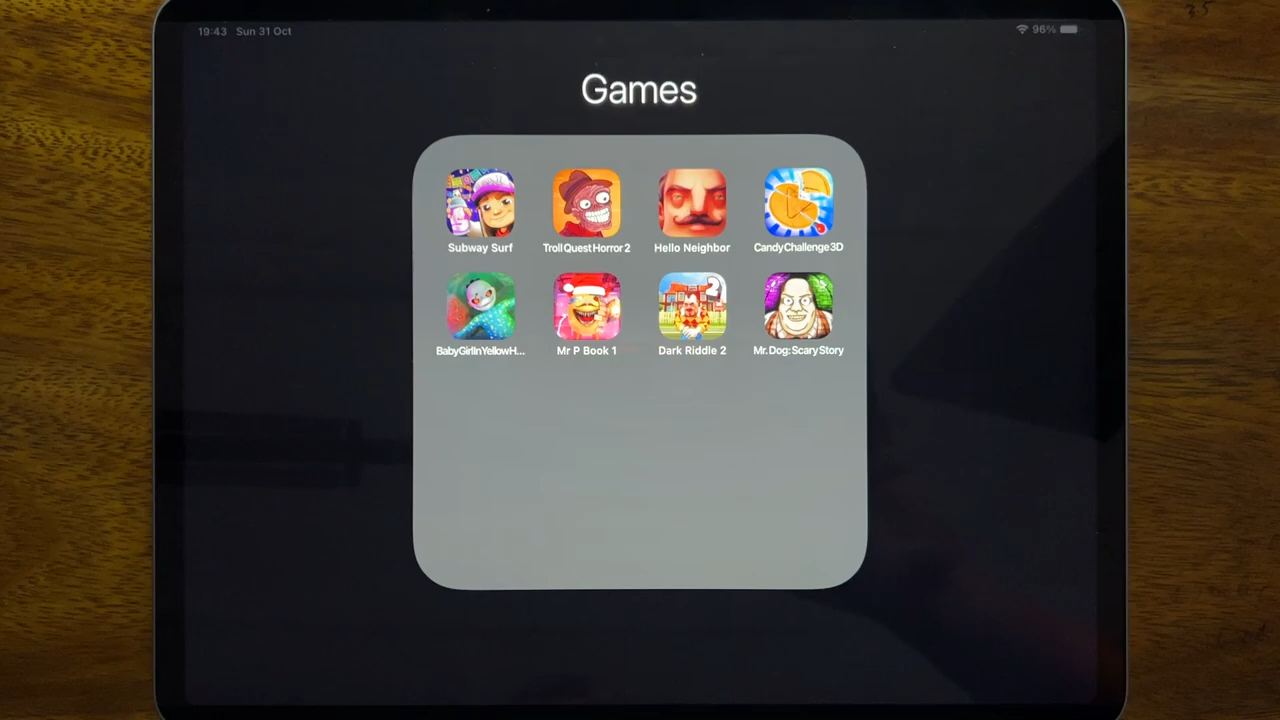 19:43 Sun 31 Oct
96%
Games
Subway Surf
TrollQuestHorror2
Hello Neighbor
CandyChallenge3D
BabyGirlInYellowH...
Mr P Book 1
Dark Riddle 2
Mr.Dog:ScaryStory
2